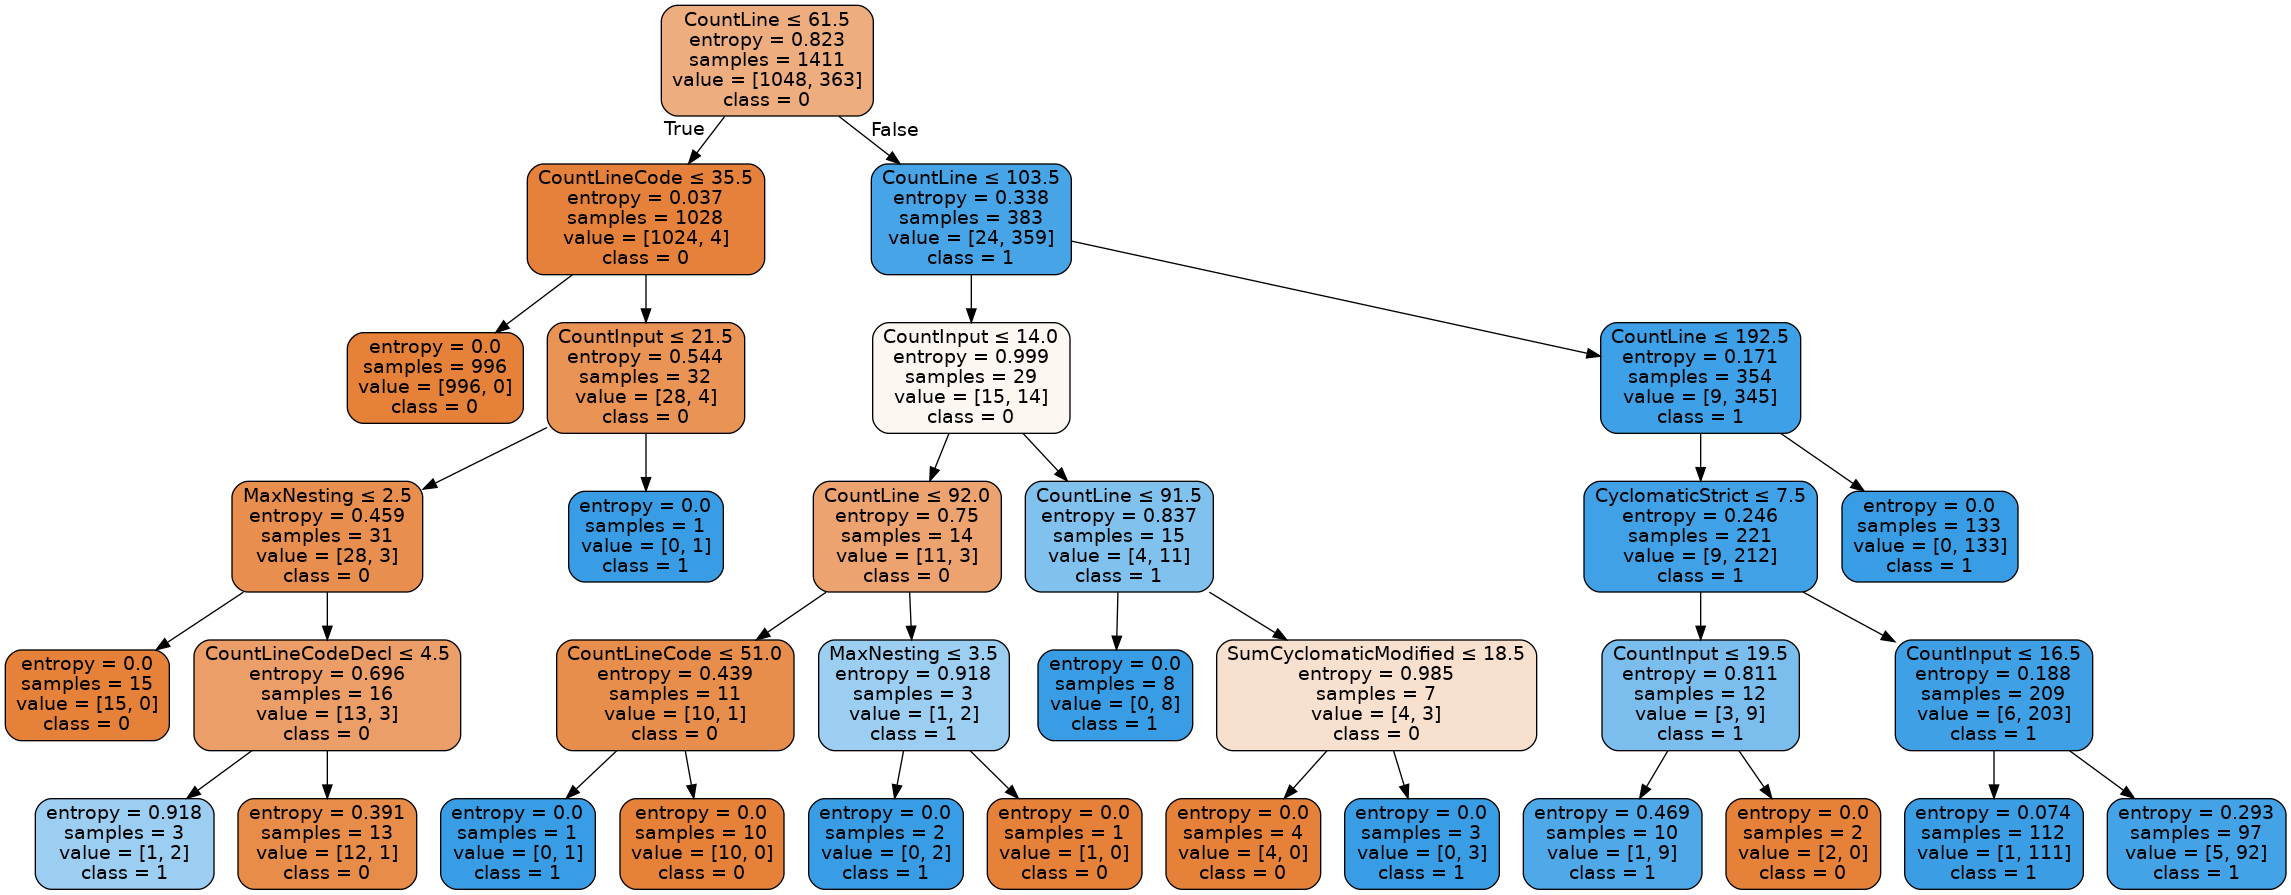 CountLine ≤ 61.5
entropy = 0.823
samples = 1411
value = [1048, 363]
class = 0
True
False
CountLineCode ≤ 35.5
entropy = 0.037
samples = 1028
value = [1024, 4]
class = 0
CountLine ≤ 103.5
entropy = 0.338
samples = 383
value = [24, 359]
class = 1
entropy = 0.0
samples = 996
value = [996, 0]
class = 0
CountInput ≤ 21.5
entropy = 0.544
samples = 32
value = [28, 4]
class = 0
CountInput ≤ 14.0
entropy = 0.999
samples = 29
value = [15, 14]
class = 0
CountLine ≤ 192.5
entropy = 0.171
samples = 354
value = [9, 345]
class = 1
MaxNesting ≤ 2.5
entropy = 0.459
samples = 31
value = [28, 3]
class = 0
entropy = 0.0
samples = 1
value = [0, 1]
class = 1
CountLine ≤ 92.0
entropy = 0.75
samples = 14
value = [11, 3]
class = 0
CountLine ≤ 91.5
entropy = 0.837
samples = 15
value = [4, 11]
class = 1
CyclomaticStrict ≤ 7.5
entropy = 0.246
samples = 221
value = [9, 212]
class = 1
entropy = 0.0
samples = 133
value = [0, 133]
class = 1
entropy = 0.0
samples = 15
value = [15, 0]
class = 0
CountLineCodeDecl ≤ 4.5
entropy = 0.696
samples = 16
value = [13, 3]
class = 0
CountLineCode ≤ 51.0
entropy = 0.439
samples = 11
value = [10, 1]
class = 0
MaxNesting ≤ 3.5
entropy = 0.918
samples = 3
value = [1, 2]
class = 1
entropy = 0.0
samples = 8
value = [0, 8]
class = 1
SumCyclomaticModified ≤ 18.5
entropy = 0.985
samples = 7
value = [4, 3]
class = 0
CountInput ≤ 19.5
entropy = 0.811
samples = 12
value = [3, 9]
class = 1
CountInput ≤ 16.5
entropy = 0.188
samples = 209
value = [6, 203]
class = 1
entropy = 0.918
samples = 3
value = [1, 2]
class = 1
entropy = 0.391
samples = 13
value = [12, 1]
class = 0
entropy = 0.0
samples = 1
value = [0, 1]
class = 1
entropy = 0.0
samples = 10
value = [10, 0]
class = 0
entropy = 0.0
samples = 2
value = [0, 2]
class = 1
entropy = 0.0
samples = 1
value = [1, 0]
class = 0
entropy = 0.0
samples = 4
value = [4, 0]
class = 0
entropy = 0.0
samples = 3
value = [0, 3]
class = 1
entropy = 0.469
samples = 10
value = [1, 9]
class = 1
entropy = 0.0
samples = 2
value = [2, 0]
class = 0
entropy = 0.074
samples = 112
value = [1, 111]
class = 1
entropy = 0.293
samples = 97
value = [5, 92]
class = 1